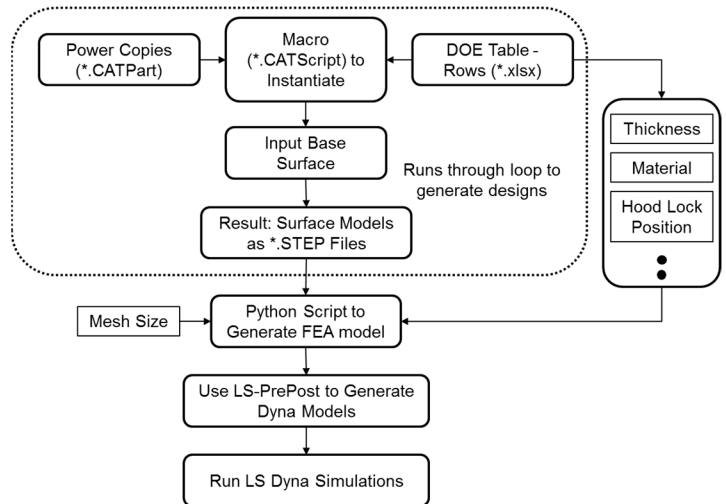 Power Copies
(*.CATPart)
Macro
(*.CATScript) to
Instantiate
DOE Table -
Rows (*.xlsx)
Input Base
Surface
Runs through loop to
generate designs
Result: Surface Models
as *.STEP Files
Thickness
Material
Hood Lock
Position
Mesh Size
Python Script to
Generate FEA model
Use LS-PrePost to Generate
Dyna Models
Run LS Dyna Simulations